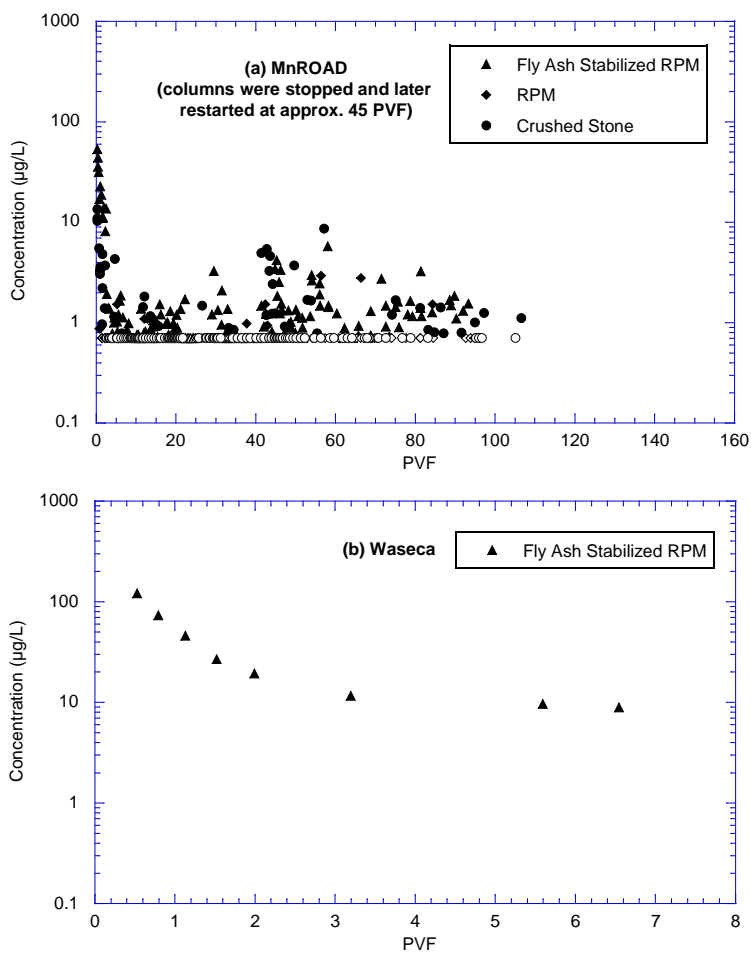 1000
100
10
1
0.1
Concentration (µg/L)
(a) MnROAD
(columns were stopped and later
restarted at approx. 45 PVF)
Fly Ash Stabilized RPM
RPM
Crushed Stone
0 20 40 60 80 100 120 140 160
PVF
1000
100
10
1
0.1
Concentration (µg/L)
(b) Waseca
Fly Ash Stabilized RPM
0 1 2 3 4 5 6 7 8
PVF